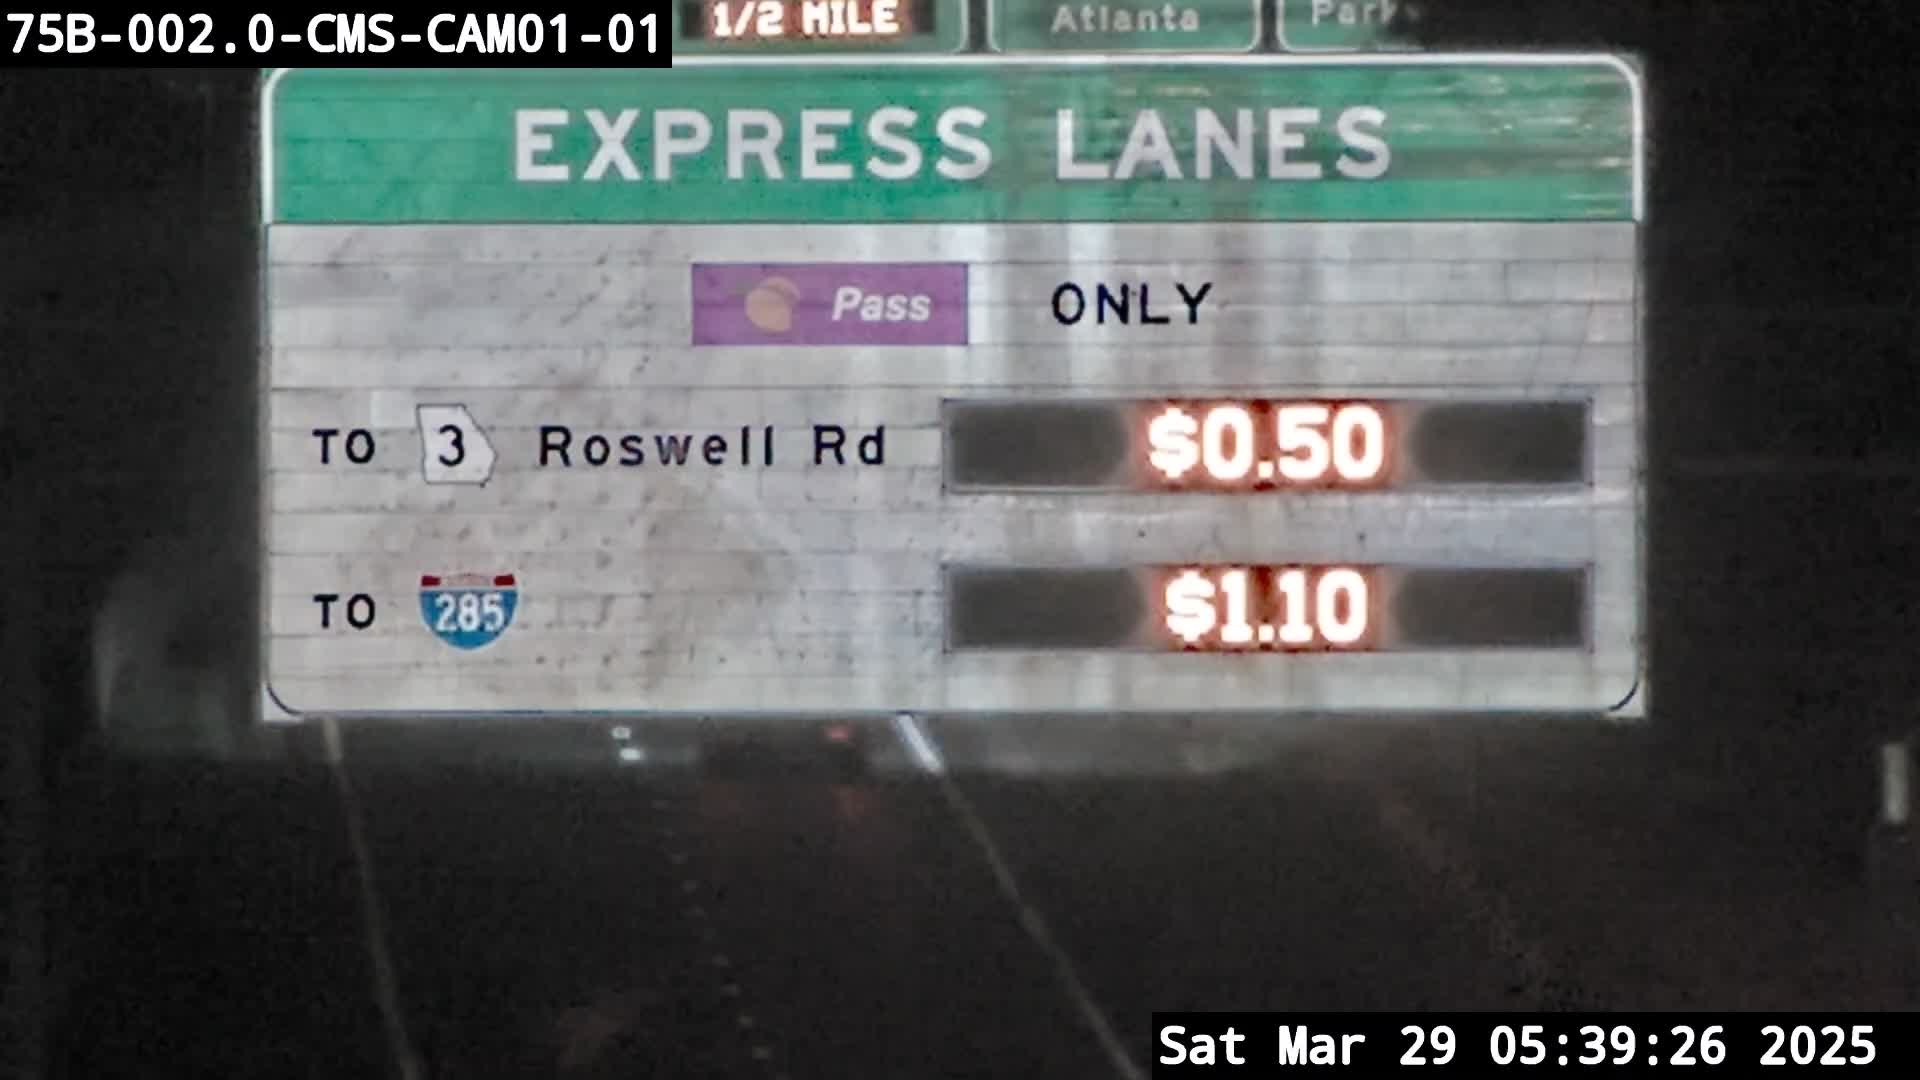 75B-002.0-CMS-CAM01-01
1/2 MILE
Atlanta
EXPRESS LANES
Pass ONLY
TO 3 Roswell Rd $0.50
TO 285 $1.10
Sat Mar 29 05:39:26 2025